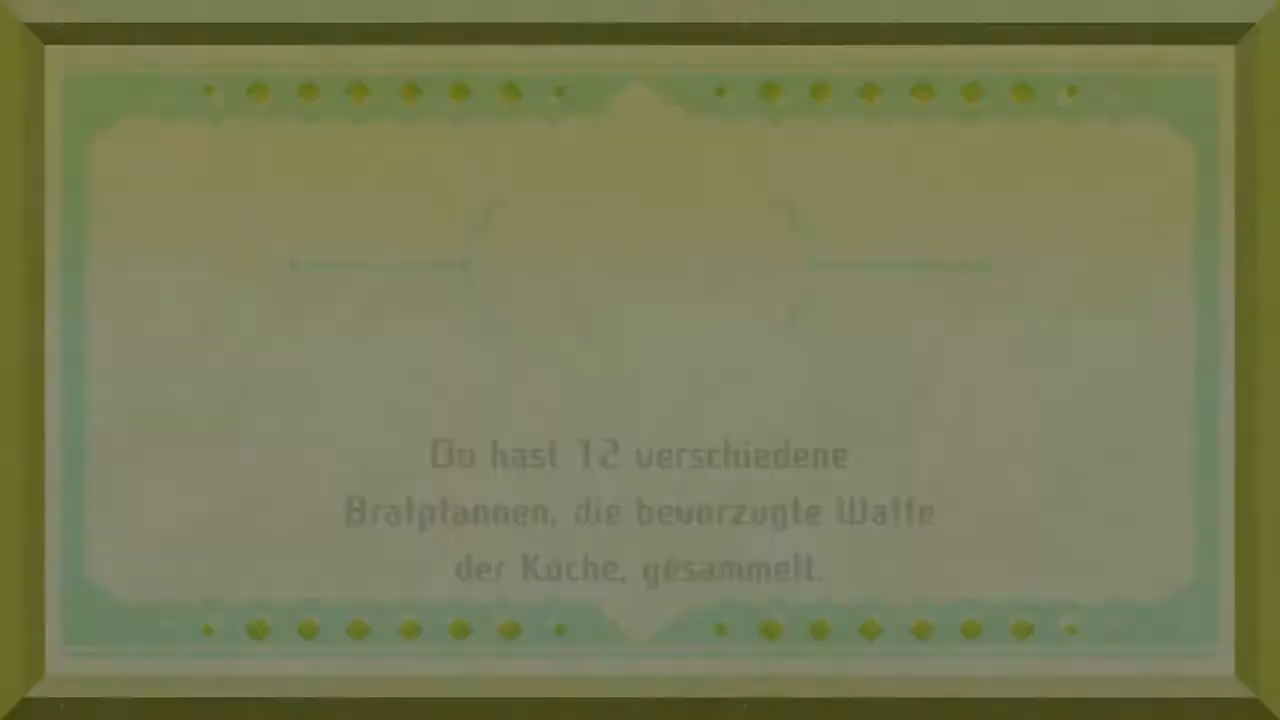 Du hast 12 verschiedene
Bratpfannen, die bevorzugte Waffe
der Küche, gesammelt.